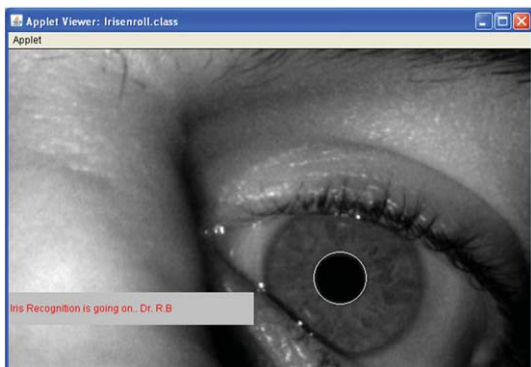 Applet Viewer: Irisenroll.class
Applet
Iris Recognition is going on.. Dr. R.B